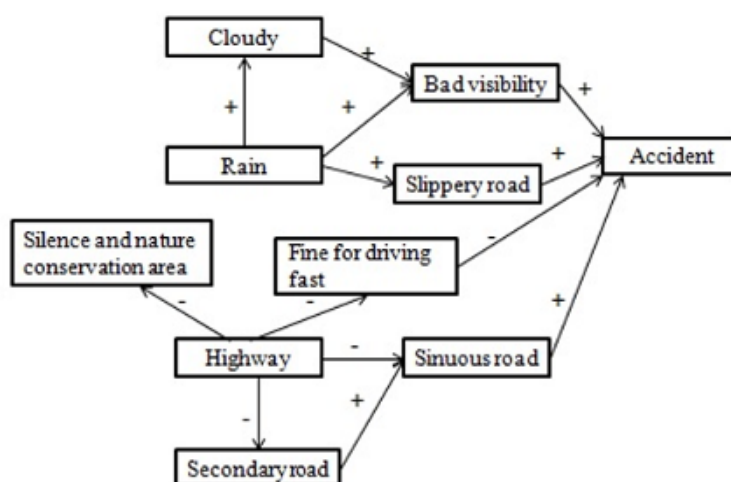 Cloudy
+
Bad visibility
+
+
+
Rain
+
Slippery road
+
Accident
Silence and nature
conservation area
Fine for driving
fast
-
-
-
+
Highway
-
Sinuous road
-
+
Secondary road